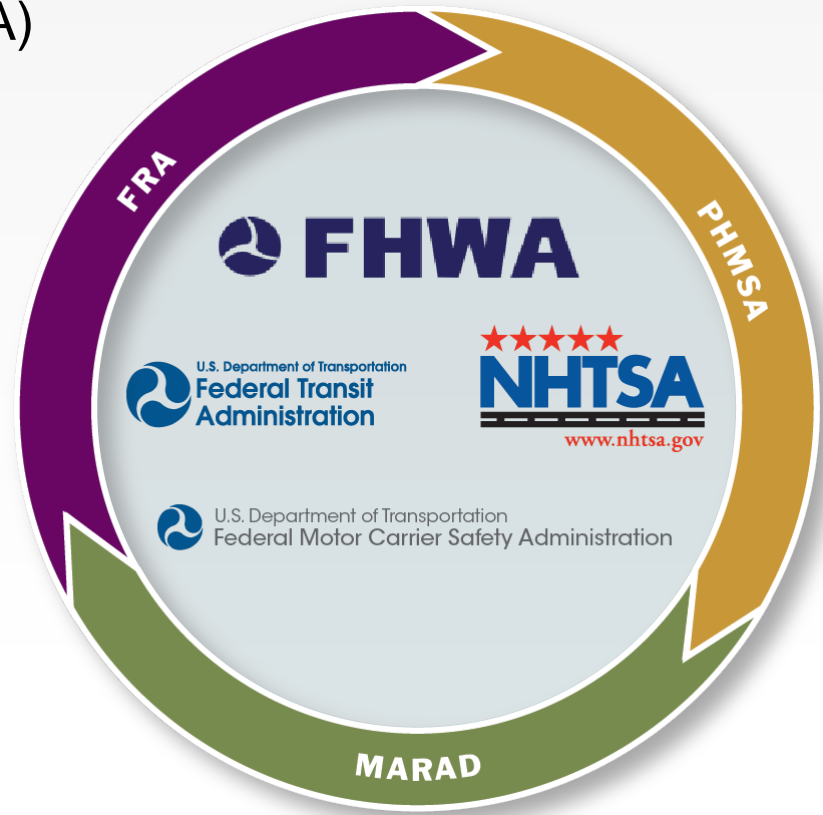 A)
FRA
PHMSA
FHWA
U.S. Department of Transportation
Federal Transit
Administration
NHTSA
www.nhtsa.gov
U.S. Department of Transportation
Federal Motor Carrier Safety Administration
MARAD